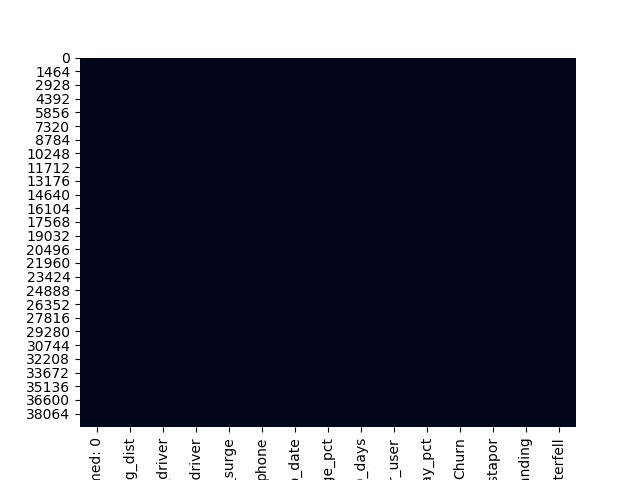 0
1464
2928
4392
5856
7320
8784
10248
11712
13176
14640
16104
17568
19032
20496
21960
23424
24888
26352
27816
29280
30744
32208
33672
35136
36600
38064
ned: 0
g_dist
driver
driver
_surge
phone
_date
ge_pct
_days
_user
ay_pct
Churn
stapor
anding
terfell